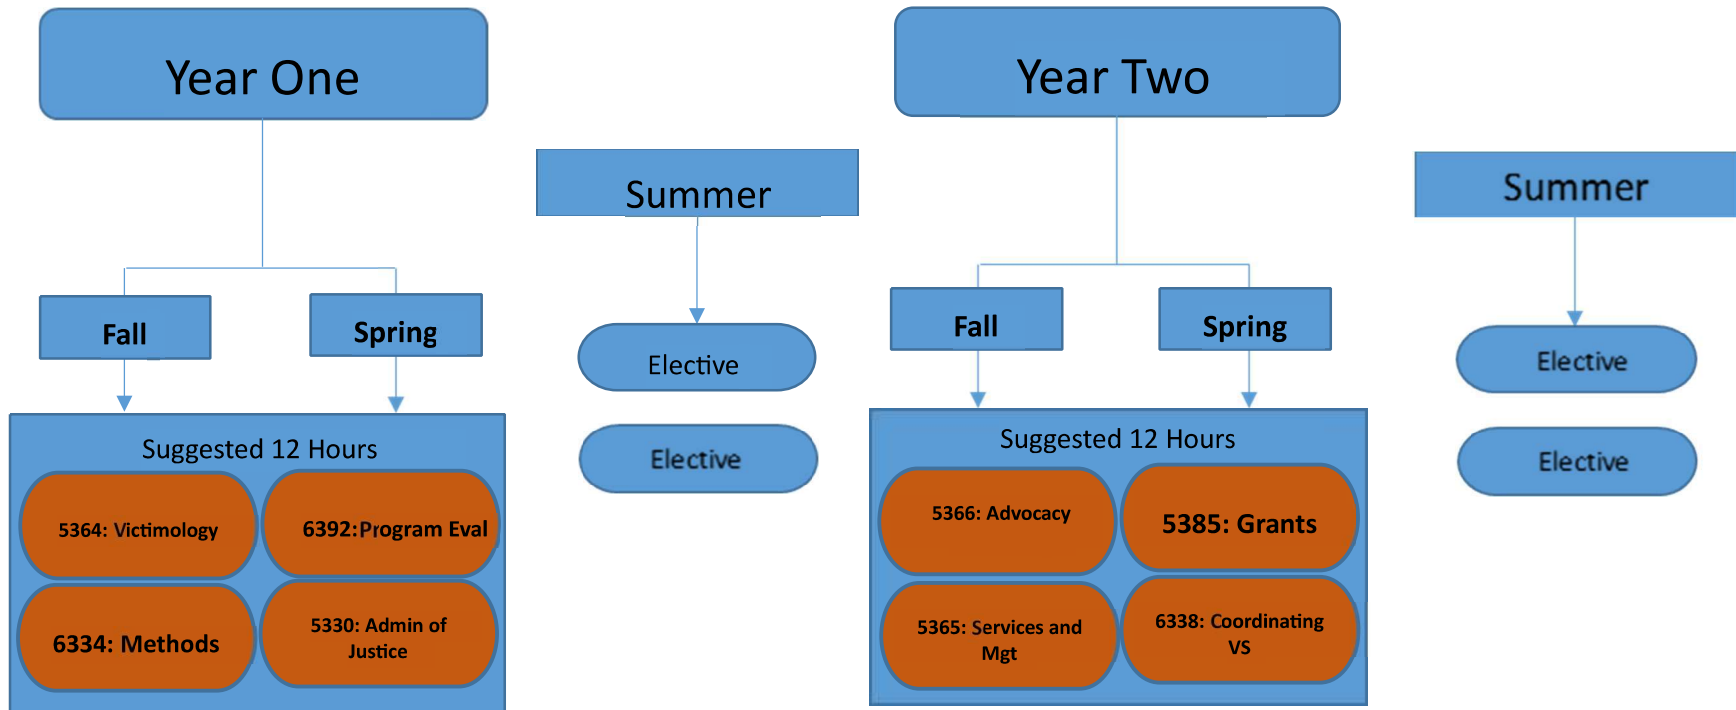 Year One
Fall
Spring
Suggested 12 Hours
5364: Victimology
6392:Program Eval
6334: Methods
5330: Admin of
Justice
Summer
Elective
Elective
Year Two
Fall
Spring
Suggested 12 Hours
5366: Advocacy
5385: Grants
5365: Services and
Mgt
6338: Coordinating
VS
Summer
Elective
Elective